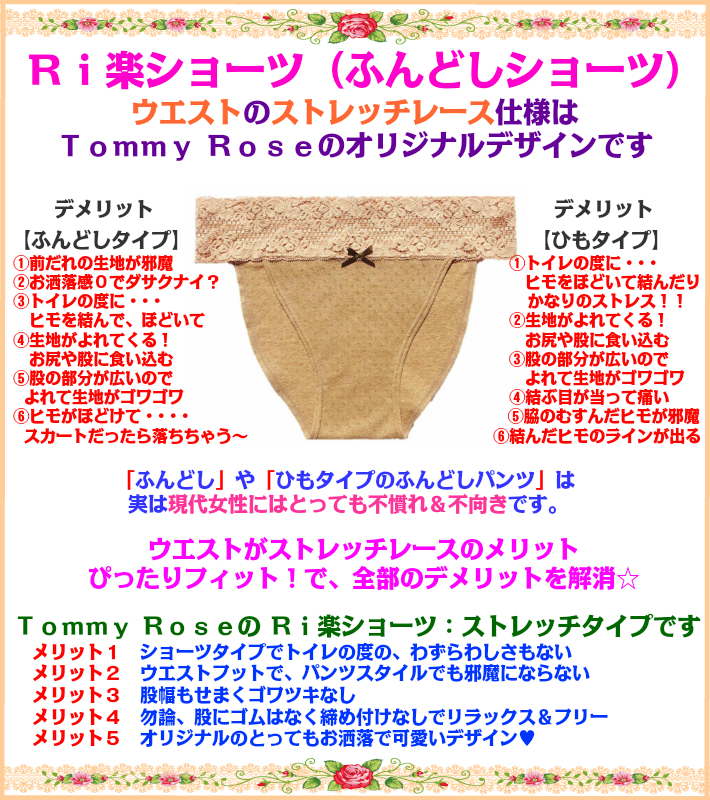 Ｒｉ楽ショーツ（ふんどしショーツ）
ウエストのストレッチレース仕様は
Ｔｏｍｍｙ Ｒｏｓｅのオリジナルデザインです
デメリット
【ふんどしタイプ】
①前だれの生地が邪魔
②お洒落感０でダサクナイ？
③トイレの度に・・・
ヒモを結んで、ほどいて
④生地がよれてくる！
お尻や股に食い込む
⑤股の部分が広いので
よれて生地がゴワゴワ
⑥ヒモがほどけて・・・・
スカートだったら落ちちゃう～
デメリット
【ひもタイプ】
①トイレの度に・・・
ヒモをほどいて結んだり
かなりのストレス！！
②生地がよれてくる！
お尻や股に食い込む
③股の部分が広いので
よれて生地がゴワゴワ
④結ぶ目が当って痛い
⑤脇のむすんだヒモが邪魔
⑥結んだヒモのラインが出る
「ふんどし」や「ひもタイプのふんどしパンツ」は
実は現代女性にはとっても不慣れ＆不向きです。
ウエストがストレッチレースのメリット
ぴったりフィット！で、全部のデメリットを解消☆
Ｔｏｍｍｙ Ｒｏｓｅの Ｒｉ楽ショーツ：ストレッチタイプです
メリット１ ショーツタイプでトイレの度の、わずらわしさもない
メリット２ ウエストフットで、パンツスタイルでも邪魔にならない
メリット３ 股幅もせまくゴワツキなし
メリット４ 勿論、股にゴムはなく締め付けなしでリラックス＆フリー
メリット５ オリジナルのとってもお洒落で可愛いデザイン♥